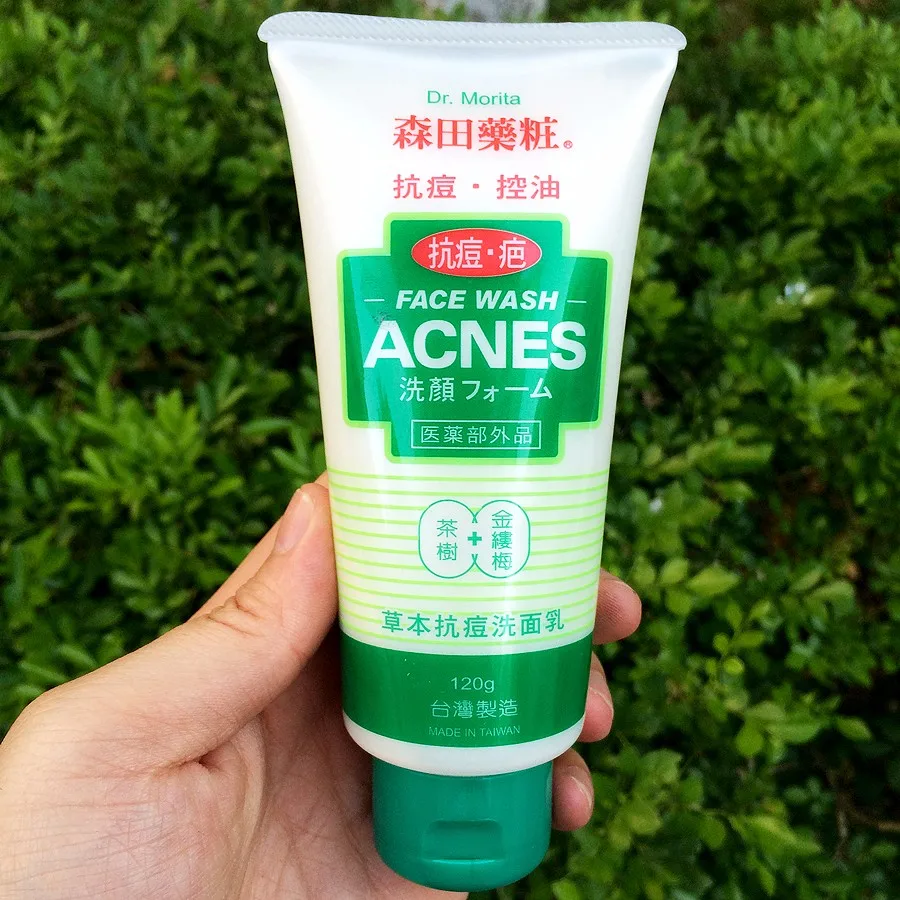 Dr. Morita
森田藥粧®
抗痘·控油
抗痘·疤
FACE WASH
ACNES
洗顏フォーム
医薬部外品
茶樹
+
金縷梅
草本抗痘洗面乳
120g
台灣製造
MADE IN TAIWAN